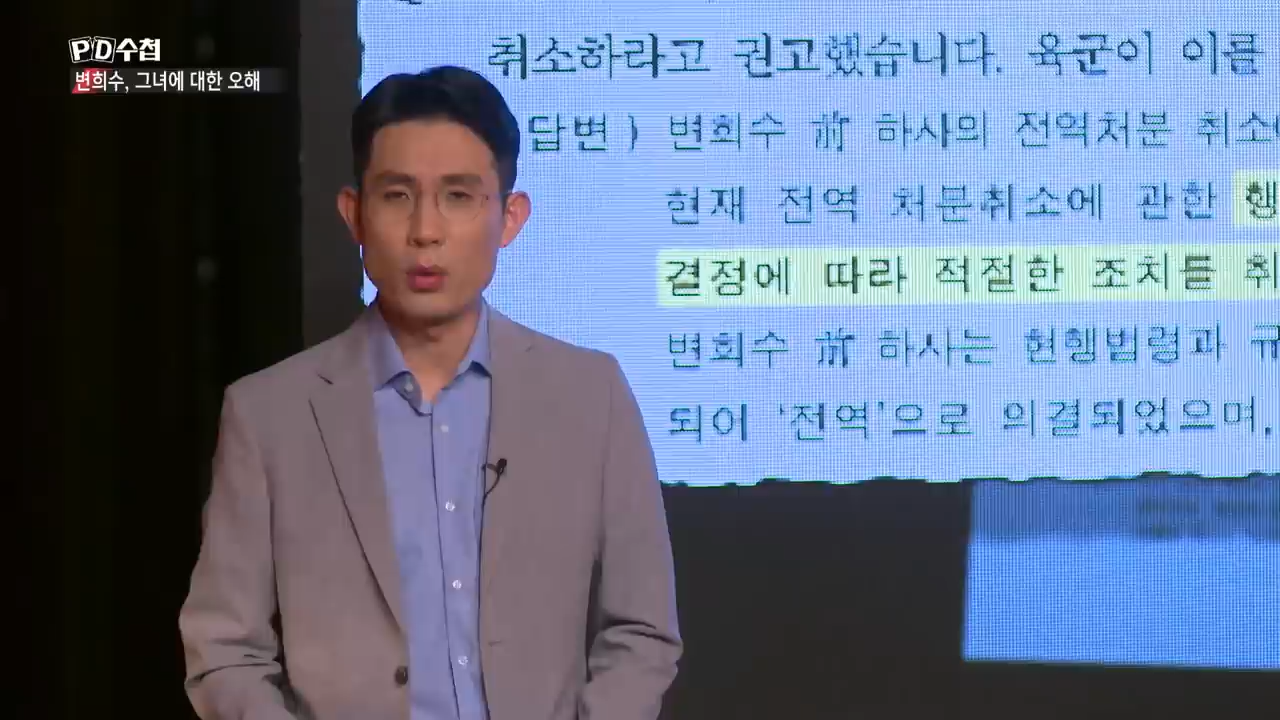 PD수첩
변희수, 그녀에 대한 오해
취소하라고 권고했습니다. 육군이 이를
답변) 변희수 前 하사의 전역처분 취소
현재 전역 처분취소에 관한 행
결정에 따라 적절한 조치를 취
변희수 前 하사는 현행법령과 규
되어 '전역'으로 의결되었으며,